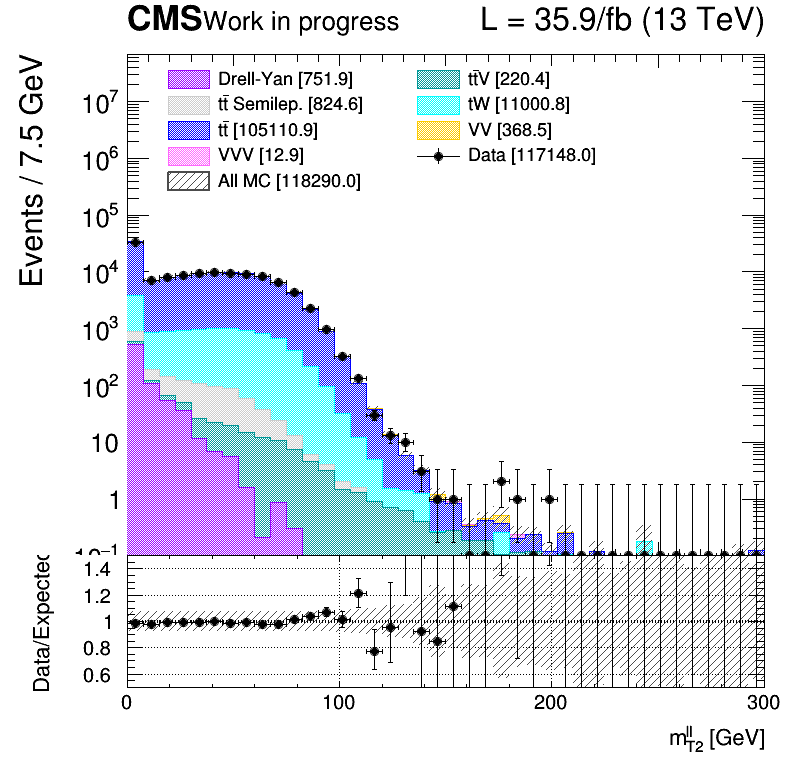 CMS Work in progress L = 35.9/fb (13 TeV)
Events / 7.5 GeV
Drell-Yan [751.9]
tt̄ Semilep. [824.6]
tt̄ [105110.9]
VVV [12.9]
All MC [118290.0]
tt̄V [220.4]
tW [11000.8]
VV [368.5]
Data [117148.0]
10⁷
10⁶
10⁵
10⁴
10³
10²
10
1
10⁻¹
Data/Expected
1.4
1.2
1
0.8
0.6
0 100 200 300
m_T2^ll [GeV]